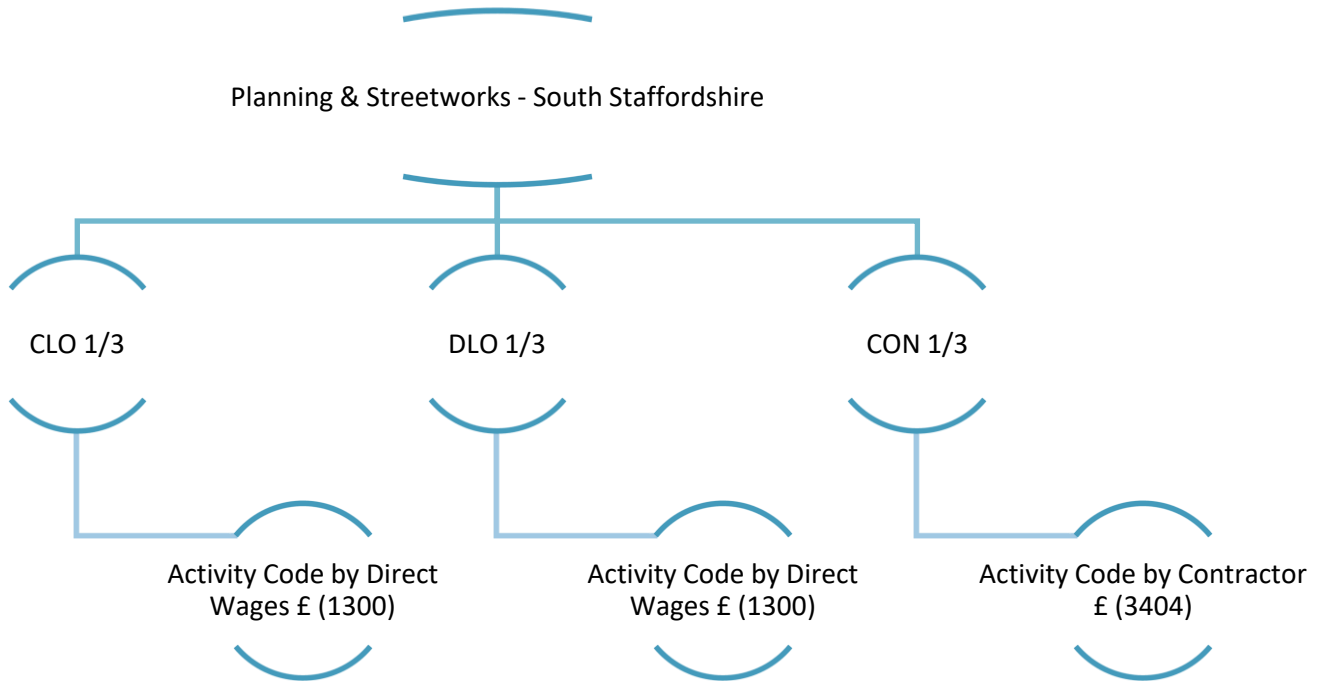 Planning & Streetworks - South Staffordshire
CLO 1/3
DLO 1/3
CON 1/3
Activity Code by Direct
Wages £ (1300)
Activity Code by Direct
Wages £ (1300)
Activity Code by Contractor
£ (3404)